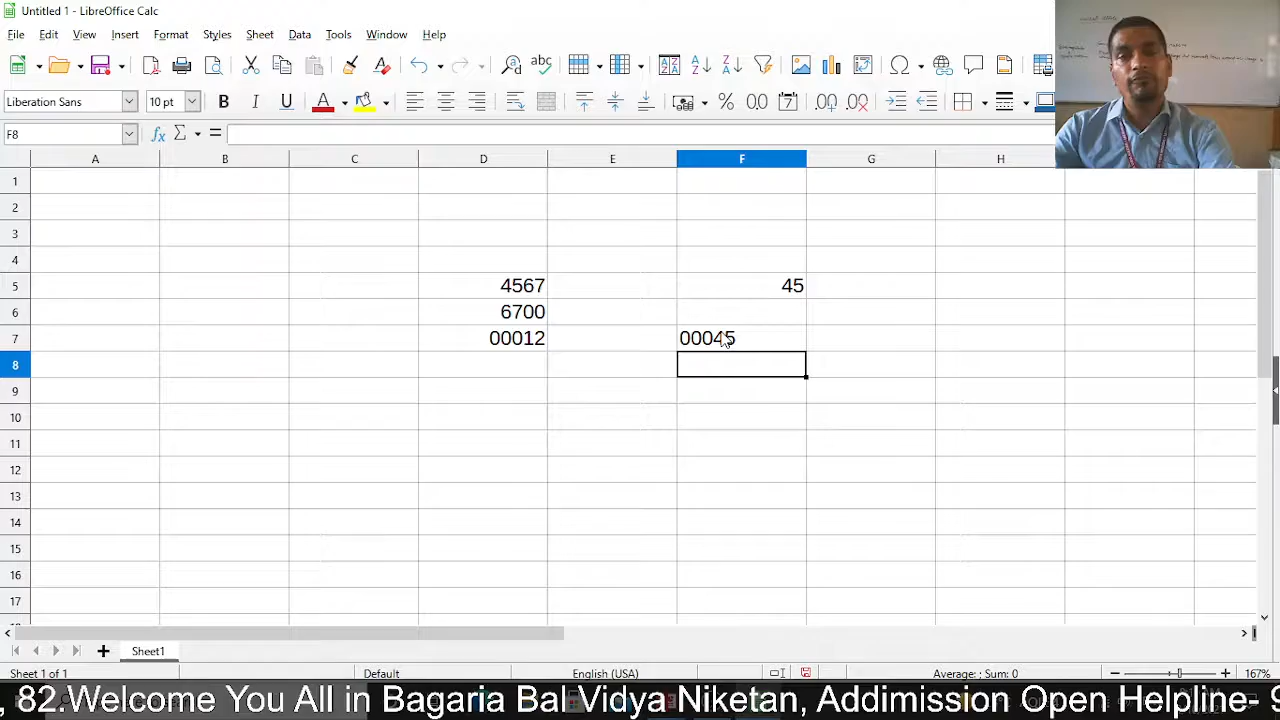 Untitled 1 - LibreOffice Calc
File Edit View Insert Format Styles Sheet Data Tools Window Help
Liberation Sans 10 pt
F8
A B C D E F G H
1
2
3
4
5 4567 45
6 6700
7 00012 00045
8
9
10
11
12
13
14
15
16
17
Sheet1
Sheet 1 of 1 Default English (USA) Average: ; Sum: 0 167%
, 82.Welcome You All in Bagaria Bal Vidya Niketan, Addimission Open Helpline- S